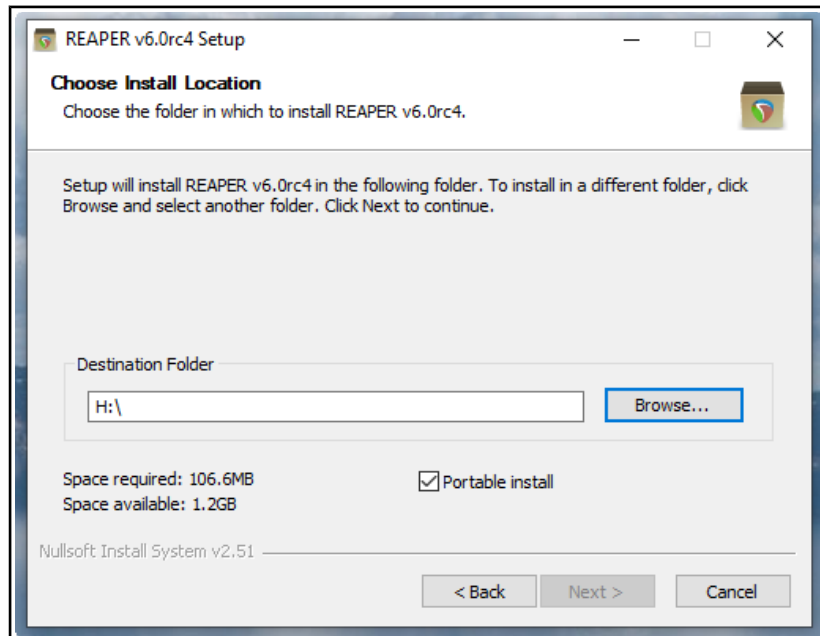 REAPER v6.0rc4 Setup
Choose Install Location
Choose the folder in which to install REAPER v6.0rc4.
Setup will install REAPER v6.0rc4 in the following folder. To install in a different folder, click
Browse and select another folder. Click Next to continue.
Destination Folder
H:\
Browse...
Space required: 106.6MB
Portable install
Space available: 1.2GB
Nullsoft Install System v2.51
< Back
Next >
Cancel